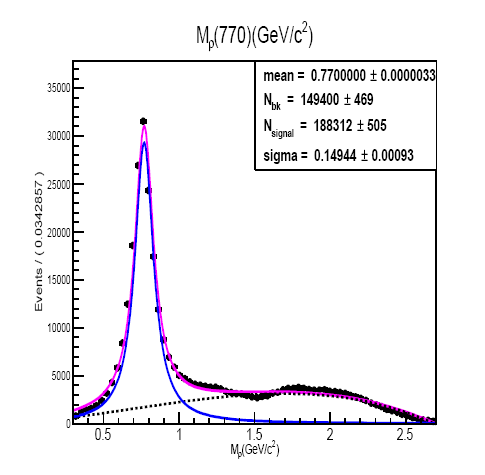 Mρ(770)(GeV/c²)
mean = 0.7700000 ± 0.0000033
Nbk = 149400 ± 469
Nsignal = 188312 ± 505
sigma = 0.14944 ± 0.00093
Events / ( 0.0342857 )
35000
30000
25000
20000
15000
10000
5000
0
0.5 1 1.5 2 2.5
Mρ(GeV/c²)